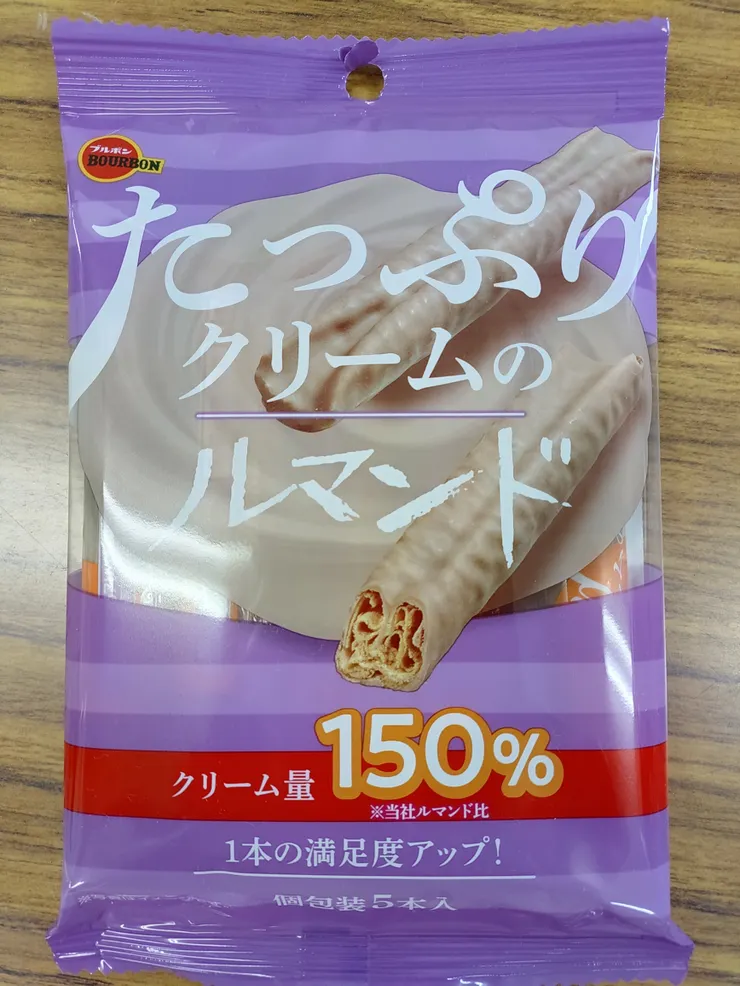 ブルボン
BOURBON
たっぷり
クリームの
ルマンド
クリーム量
150%
※当社ルマンド比
1本の満足度アップ!
個包装5本入